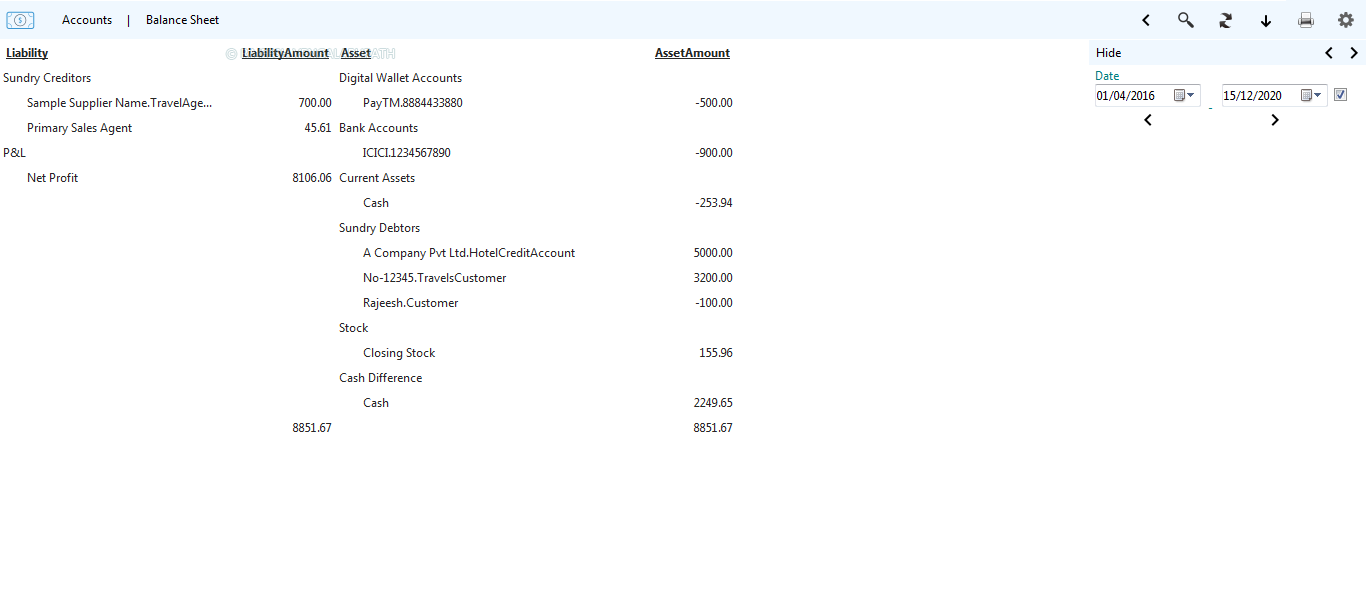 Accounts | Balance Sheet
Liability LiabilityAmount Asset AssetAmount
Hide
Sundry Creditors Digital Wallet Accounts
Date
Sample Supplier Name.TravelAge... 700.00 PayTM.8884433880 -500.00
01/04/2016 - 15/12/2020
Primary Sales Agent 45.61 Bank Accounts
P&L ICICI.1234567890 -900.00
Net Profit 8106.06 Current Assets
Cash -253.94
Sundry Debtors
A Company Pvt Ltd.HotelCreditAccount 5000.00
No-12345.TravelsCustomer 3200.00
Rajeesh.Customer -100.00
Stock
Closing Stock 155.96
Cash Difference
Cash 2249.65
8851.67 8851.67